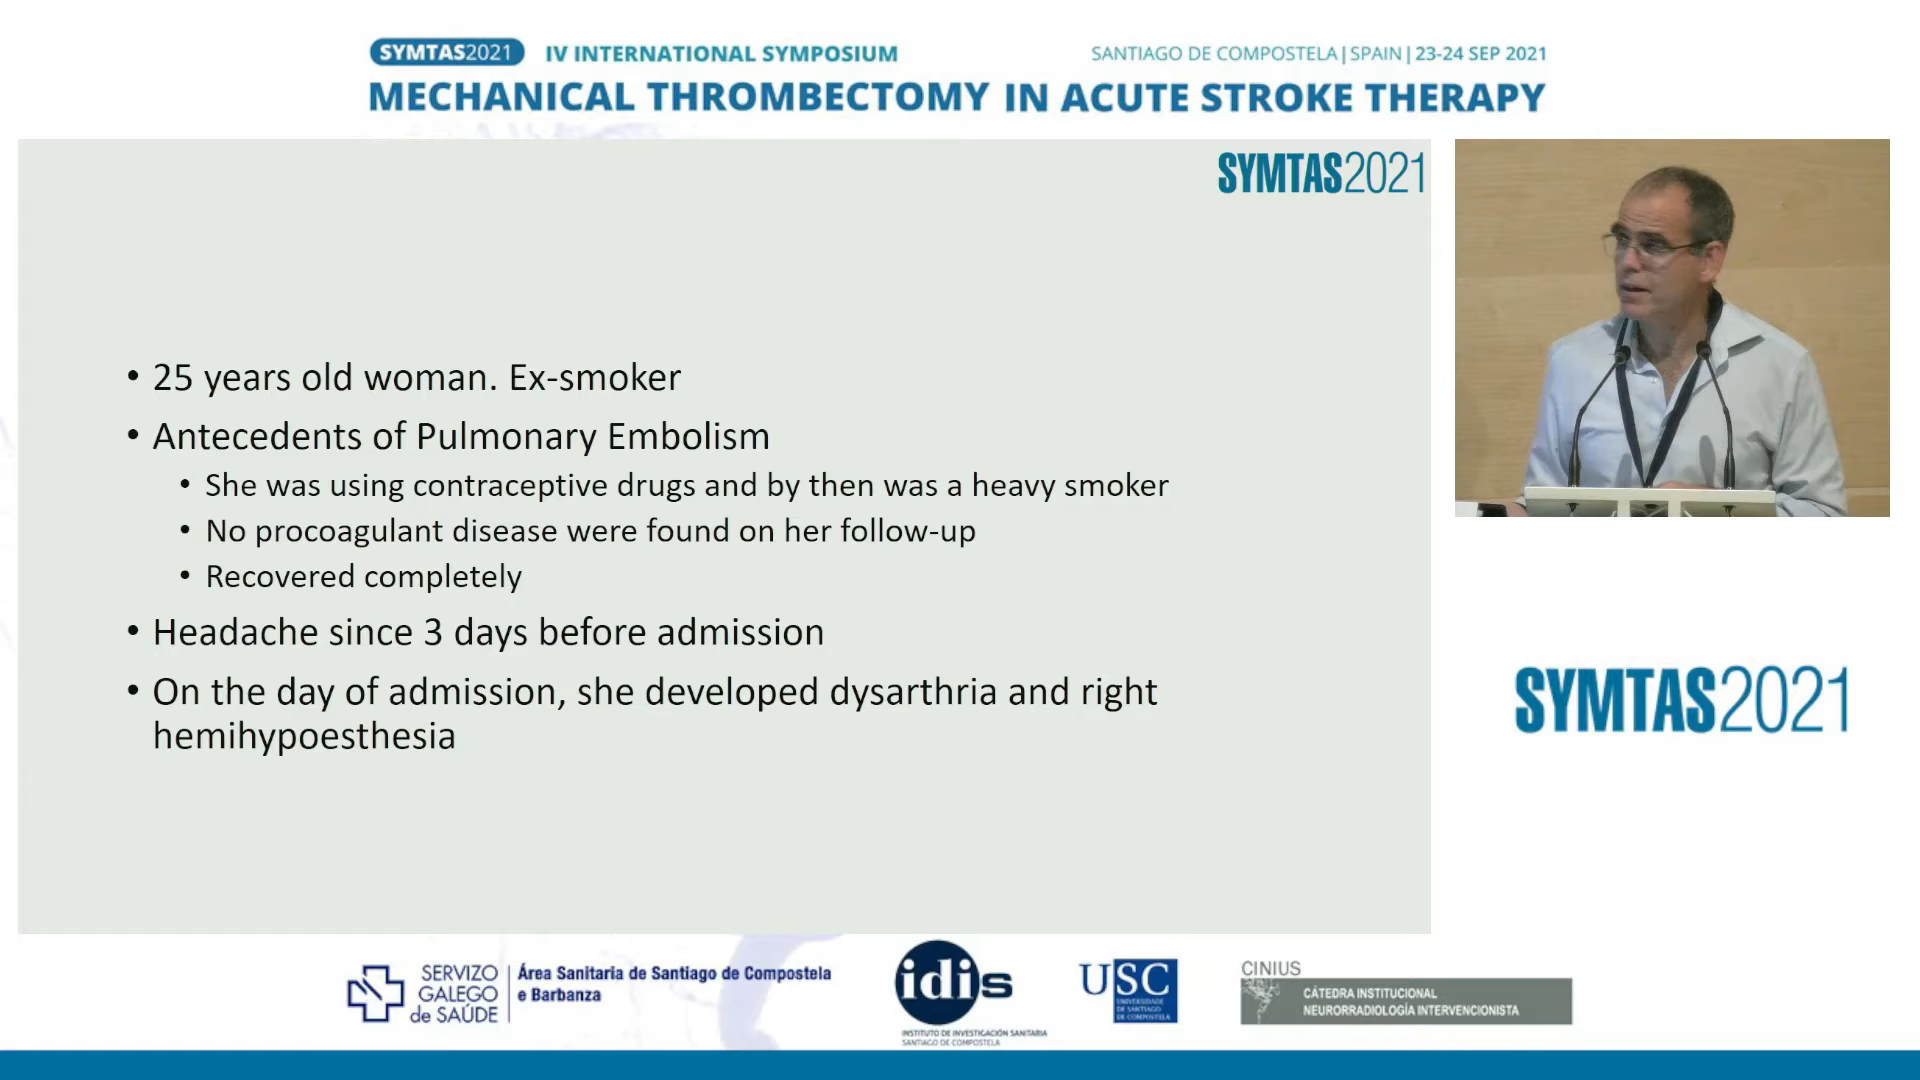 SYMTAS2021 IV INTERNATIONAL SYMPOSIUM SANTIAGO DE COMPOSTELA | SPAIN | 23-24 SEP 2021
MECHANICAL THROMBECTOMY IN ACUTE STROKE THERAPY
SYMTAS2021
• 25 years old woman. Ex-smoker
• Antecedents of Pulmonary Embolism
• She was using contraceptive drugs and by then was a heavy smoker
• No procoagulant disease were found on her follow-up
• Recovered completely
• Headache since 3 days before admission
• On the day of admission, she developed dysarthria and right
hemihypoesthesia
SYMTAS2021
SERVIZO
GALEGO
de SAÚDE
Área Sanitaria de Santiago de Compostela
e Barbanza
idis
INSTITUTO DE INVESTIGACIÓN SANITARIA
SANTIAGO DE COMPOSTELA
USC
UNIVERSIDADE
DE SANTIAGO
DE COMPOSTELA
CINIUS
CÁTEDRA INSTITUCIONAL
NEURORRADIOLOGÍA INTERVENCIONISTA